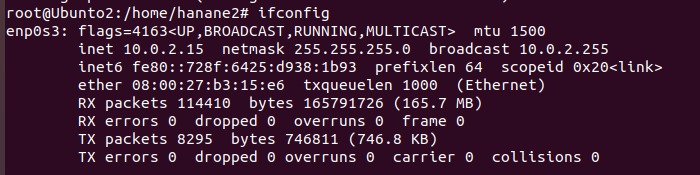 root@Ubunto2:/home/hanane2# ifconfig
enp0s3: flags=4163<UP,BROADCAST,RUNNING,MULTICAST>  mtu 1500
        inet 10.0.2.15  netmask 255.255.255.0  broadcast 10.0.2.255
        inet6 fe80::728f:6425:d938:1b93  prefixlen 64  scopeid 0x20<link>
        ether 08:00:27:b3:15:e6  txqueuelen 1000  (Ethernet)
        RX packets 114410  bytes 165791726 (165.7 MB)
        RX errors 0  dropped 0  overruns 0  frame 0
        TX packets 8295  bytes 746811 (746.8 KB)
        TX errors 0  dropped 0 overruns 0  carrier 0  collisions 0